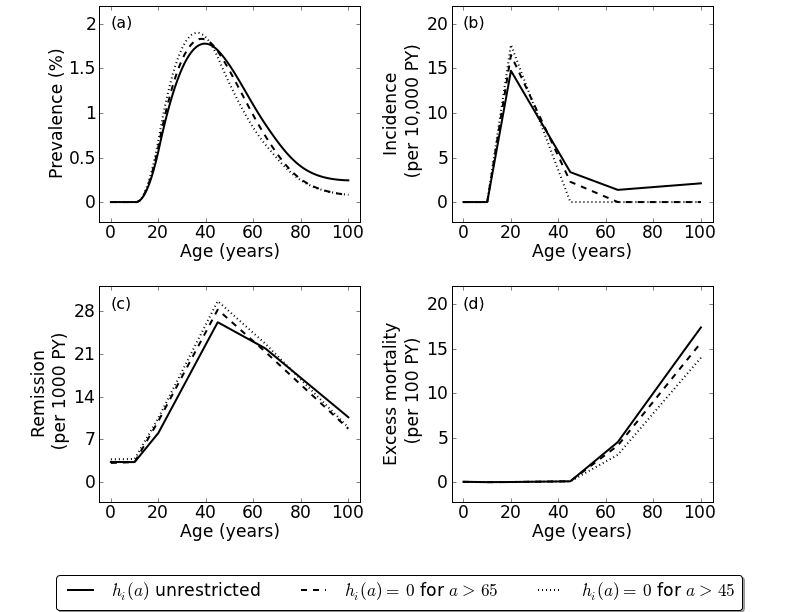 (a)
Prevalence (%)
2
1.5
1
0.5
0
0 20 40 60 80 100
Age (years)
(b)
Incidence
(per 10,000 PY)
20
15
10
5
0
0 20 40 60 80 100
Age (years)
(c)
Remission
(per 1000 PY)
28
21
14
7
0
0 20 40 60 80 100
Age (years)
(d)
Excess mortality
(per 100 PY)
20
15
10
5
0
0 20 40 60 80 100
Age (years)
h_i(a) unrestricted h_i(a) = 0 for a > 65 h_i(a) = 0 for a > 45